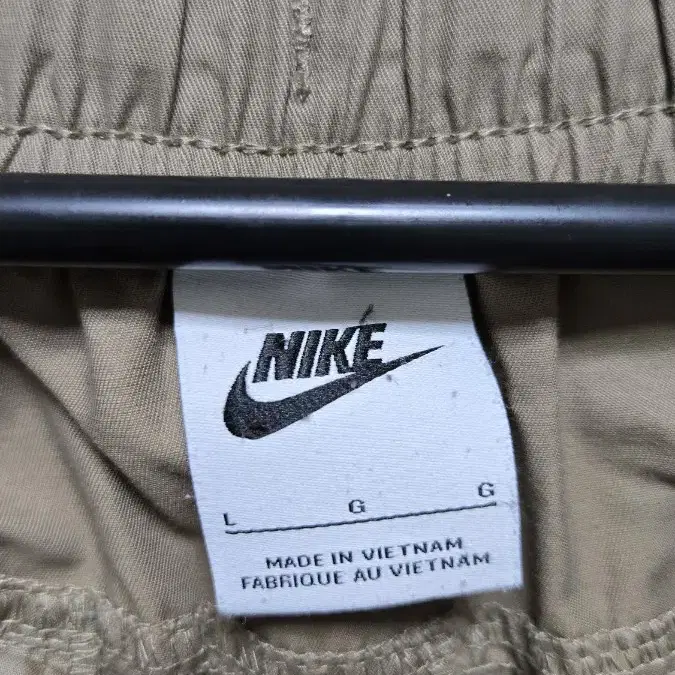 NIKE
L G G
MADE IN VIETNAM
FABRIQUE AU VIETNAM